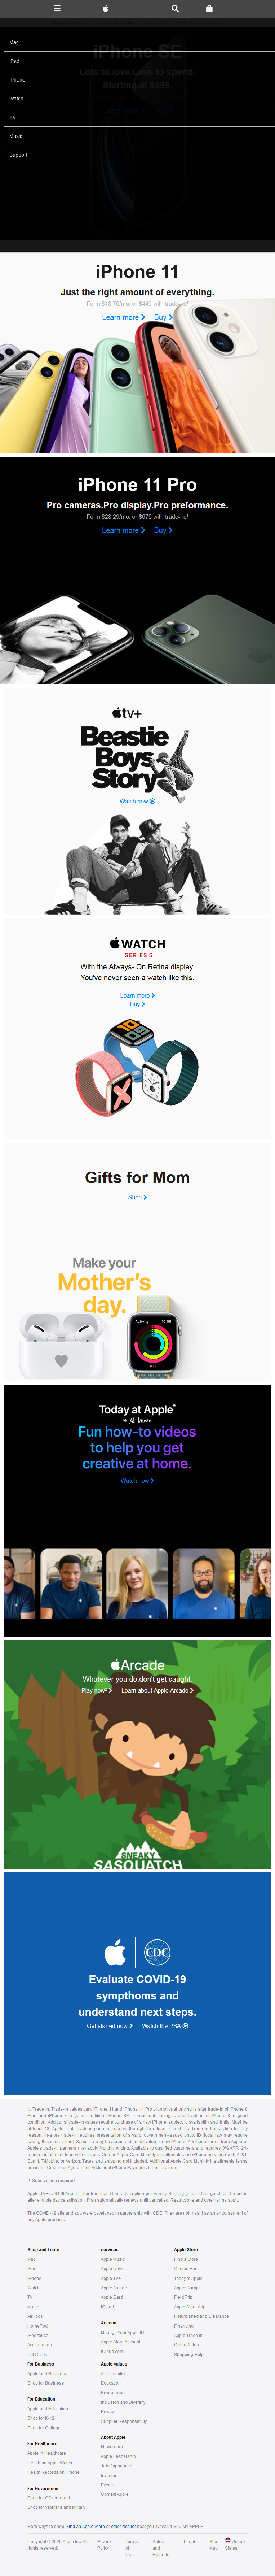 iPhone SE
Lots to love. Less to spend.
Starting at $399.
Mac
iPad
iPhone
Watch
TV
Music
Support
iPhone 11
Just the right amount of everything.
Form $18.70/mo. or $449 with trade-in.
Learn more Buy
iPhone 11 Pro
Pro cameras.Pro display.Pro preformance.
Form $28.29/mo. or $679 with trade-in.1
Learn more Buy
tv+
Beastie
Boys
Story
Watch now
WATCH
SERIES 5
With the Always- On Retina display.
You've never seen a watch like this.
Learn more
Buy
Gifts for Mom
Shop
Make your
Mother's
day.
Activity 10:09
Today at Apple
At home
Fun how-to videos
to help you get
creative at home.
Watch now
Arcade
Whatever you do,don't get caught.
Play now2 Learn about Apple Arcade
SNEAKY
SASQUATCH
CDC
Evaluate COVID-19
sympthoms and
understand next steps.
Get started now Watch the PSA
2. Subscription required.
Shop and Learn
Mac
iPad
iPhone
Watch
TV
Music
AirPods
HomePod
iPod touch
Accessories
Gift Cards
For Business
Apple and Business
Shop for Business
For Education
Apple and Education
Shop for K-12
Shop for College
For Healthcare
Apple in Healthcare
Health on Apple Watch
Health Records on iPhone
For Government
Shop for GOvernment
Shop for Veterans and Military
services
Apple Music
Apple News
Apple TV+
Apple Arcade
Apple Card
iCloud
Account
Manage Your Apple ID
Apple Store Account
iCloud.com
Apple Values
Accessibility
Education
Environment
Inclusion and Diversity
Privacy
Supplier Responsibility
About Apple
Newsroom
Apple Leadership
Job Opportunities
Investos
Events
Contact Apple
Apple Store
Find a Store
Genius Bar
Today at Apple
Apple Camp
Field Trip
Apple Store App
Refurbished and Clearance
Financing
Apple Trade In
Order Status
Shopping Help
More ways to shop: Find an Apple Store or other retailer near you. Or call 1-800-MY-APPLE.
Copyright © 2020 Apple Inc. All rights reserved.
Privacy Policy
Terms of Use
Sales and Refunds
Legal
Site Map
United States